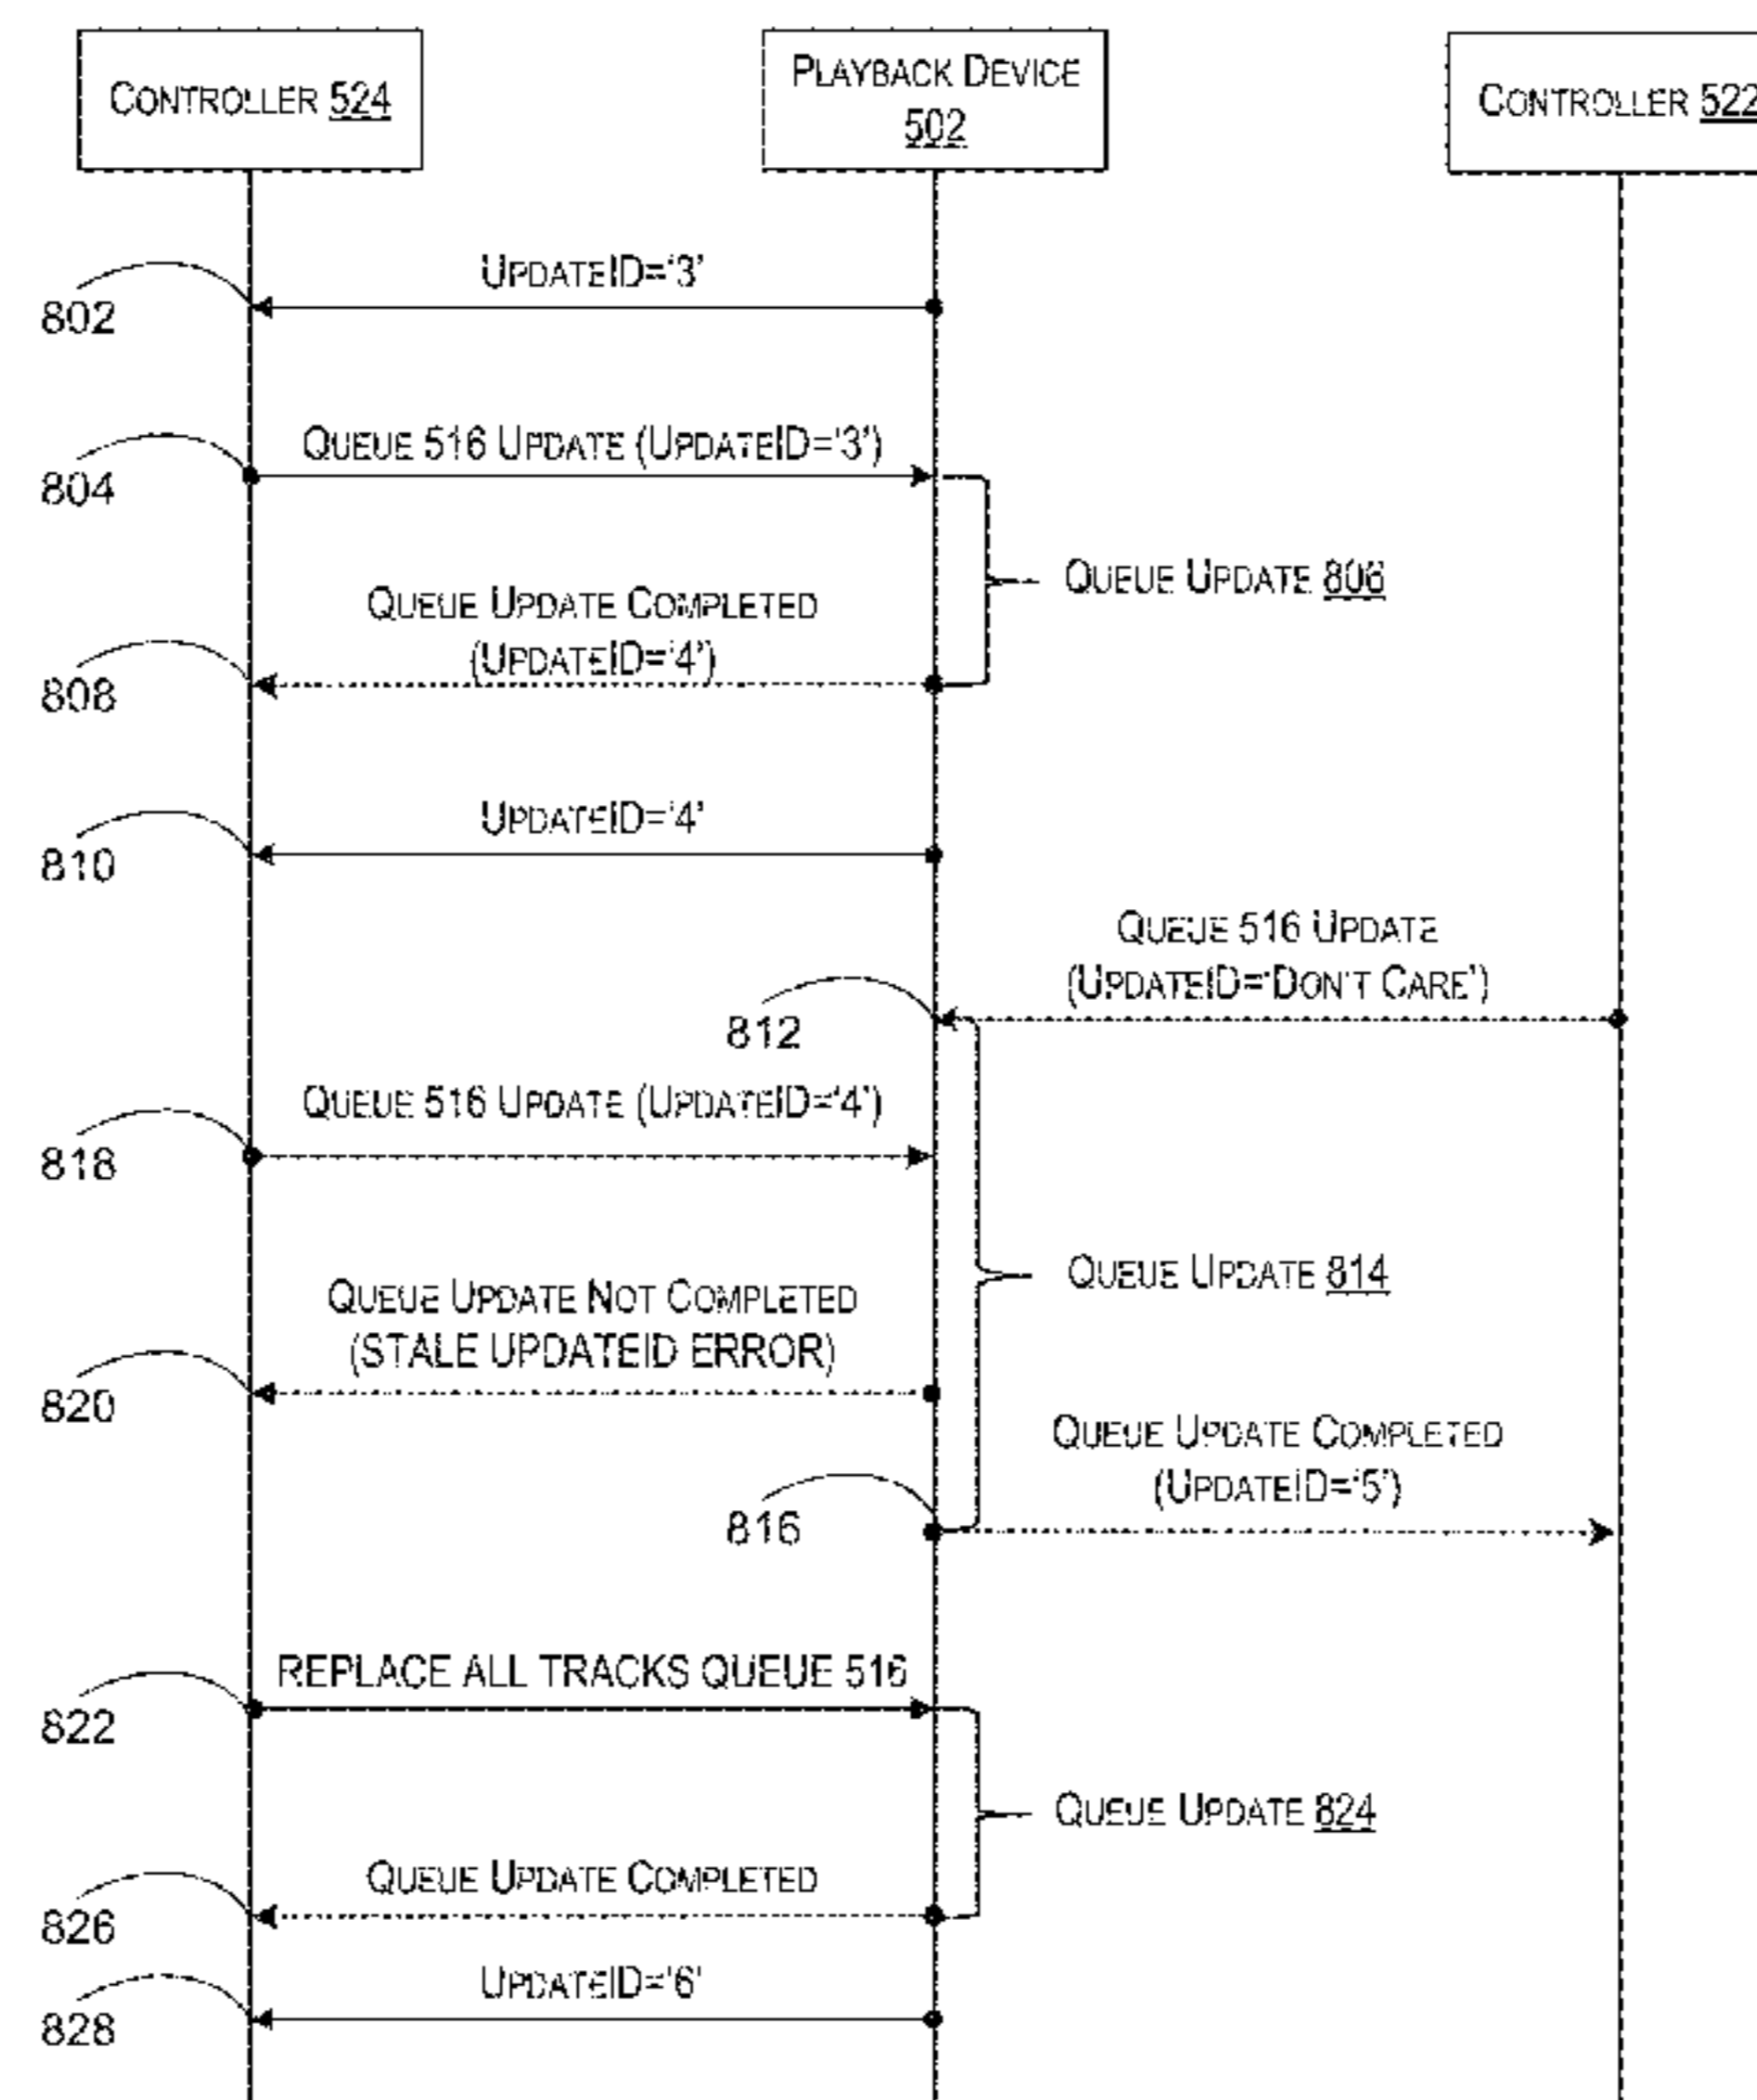 CONTROLLER 524
PLAYBACK DEVICE
502
CONTROLLER 522
UPDATEID='3'
802
QUEUE 516 UPDATE (UPDATEID='3')
804
QUEUE UPDATE 806
QUEUE UPDATE COMPLETED
(UPDATEID='4')
808
UPDATEID='4'
810
QUEUE 516 UPDATE
(UPDATEID='DON'T CARE')
812
QUEUE 516 UPDATE (UPDATEID='4')
818
QUEUE UPDATE 814
QUEUE UPDATE NOT COMPLETED
(STALE UPDATEID ERROR)
820
QUEUE UPDATE COMPLETED
(UPDATEID='5')
816
REPLACE ALL TRACKS QUEUE 516
822
QUEUE UPDATE 824
QUEUE UPDATE COMPLETED
826
UPDATEID='6'
828